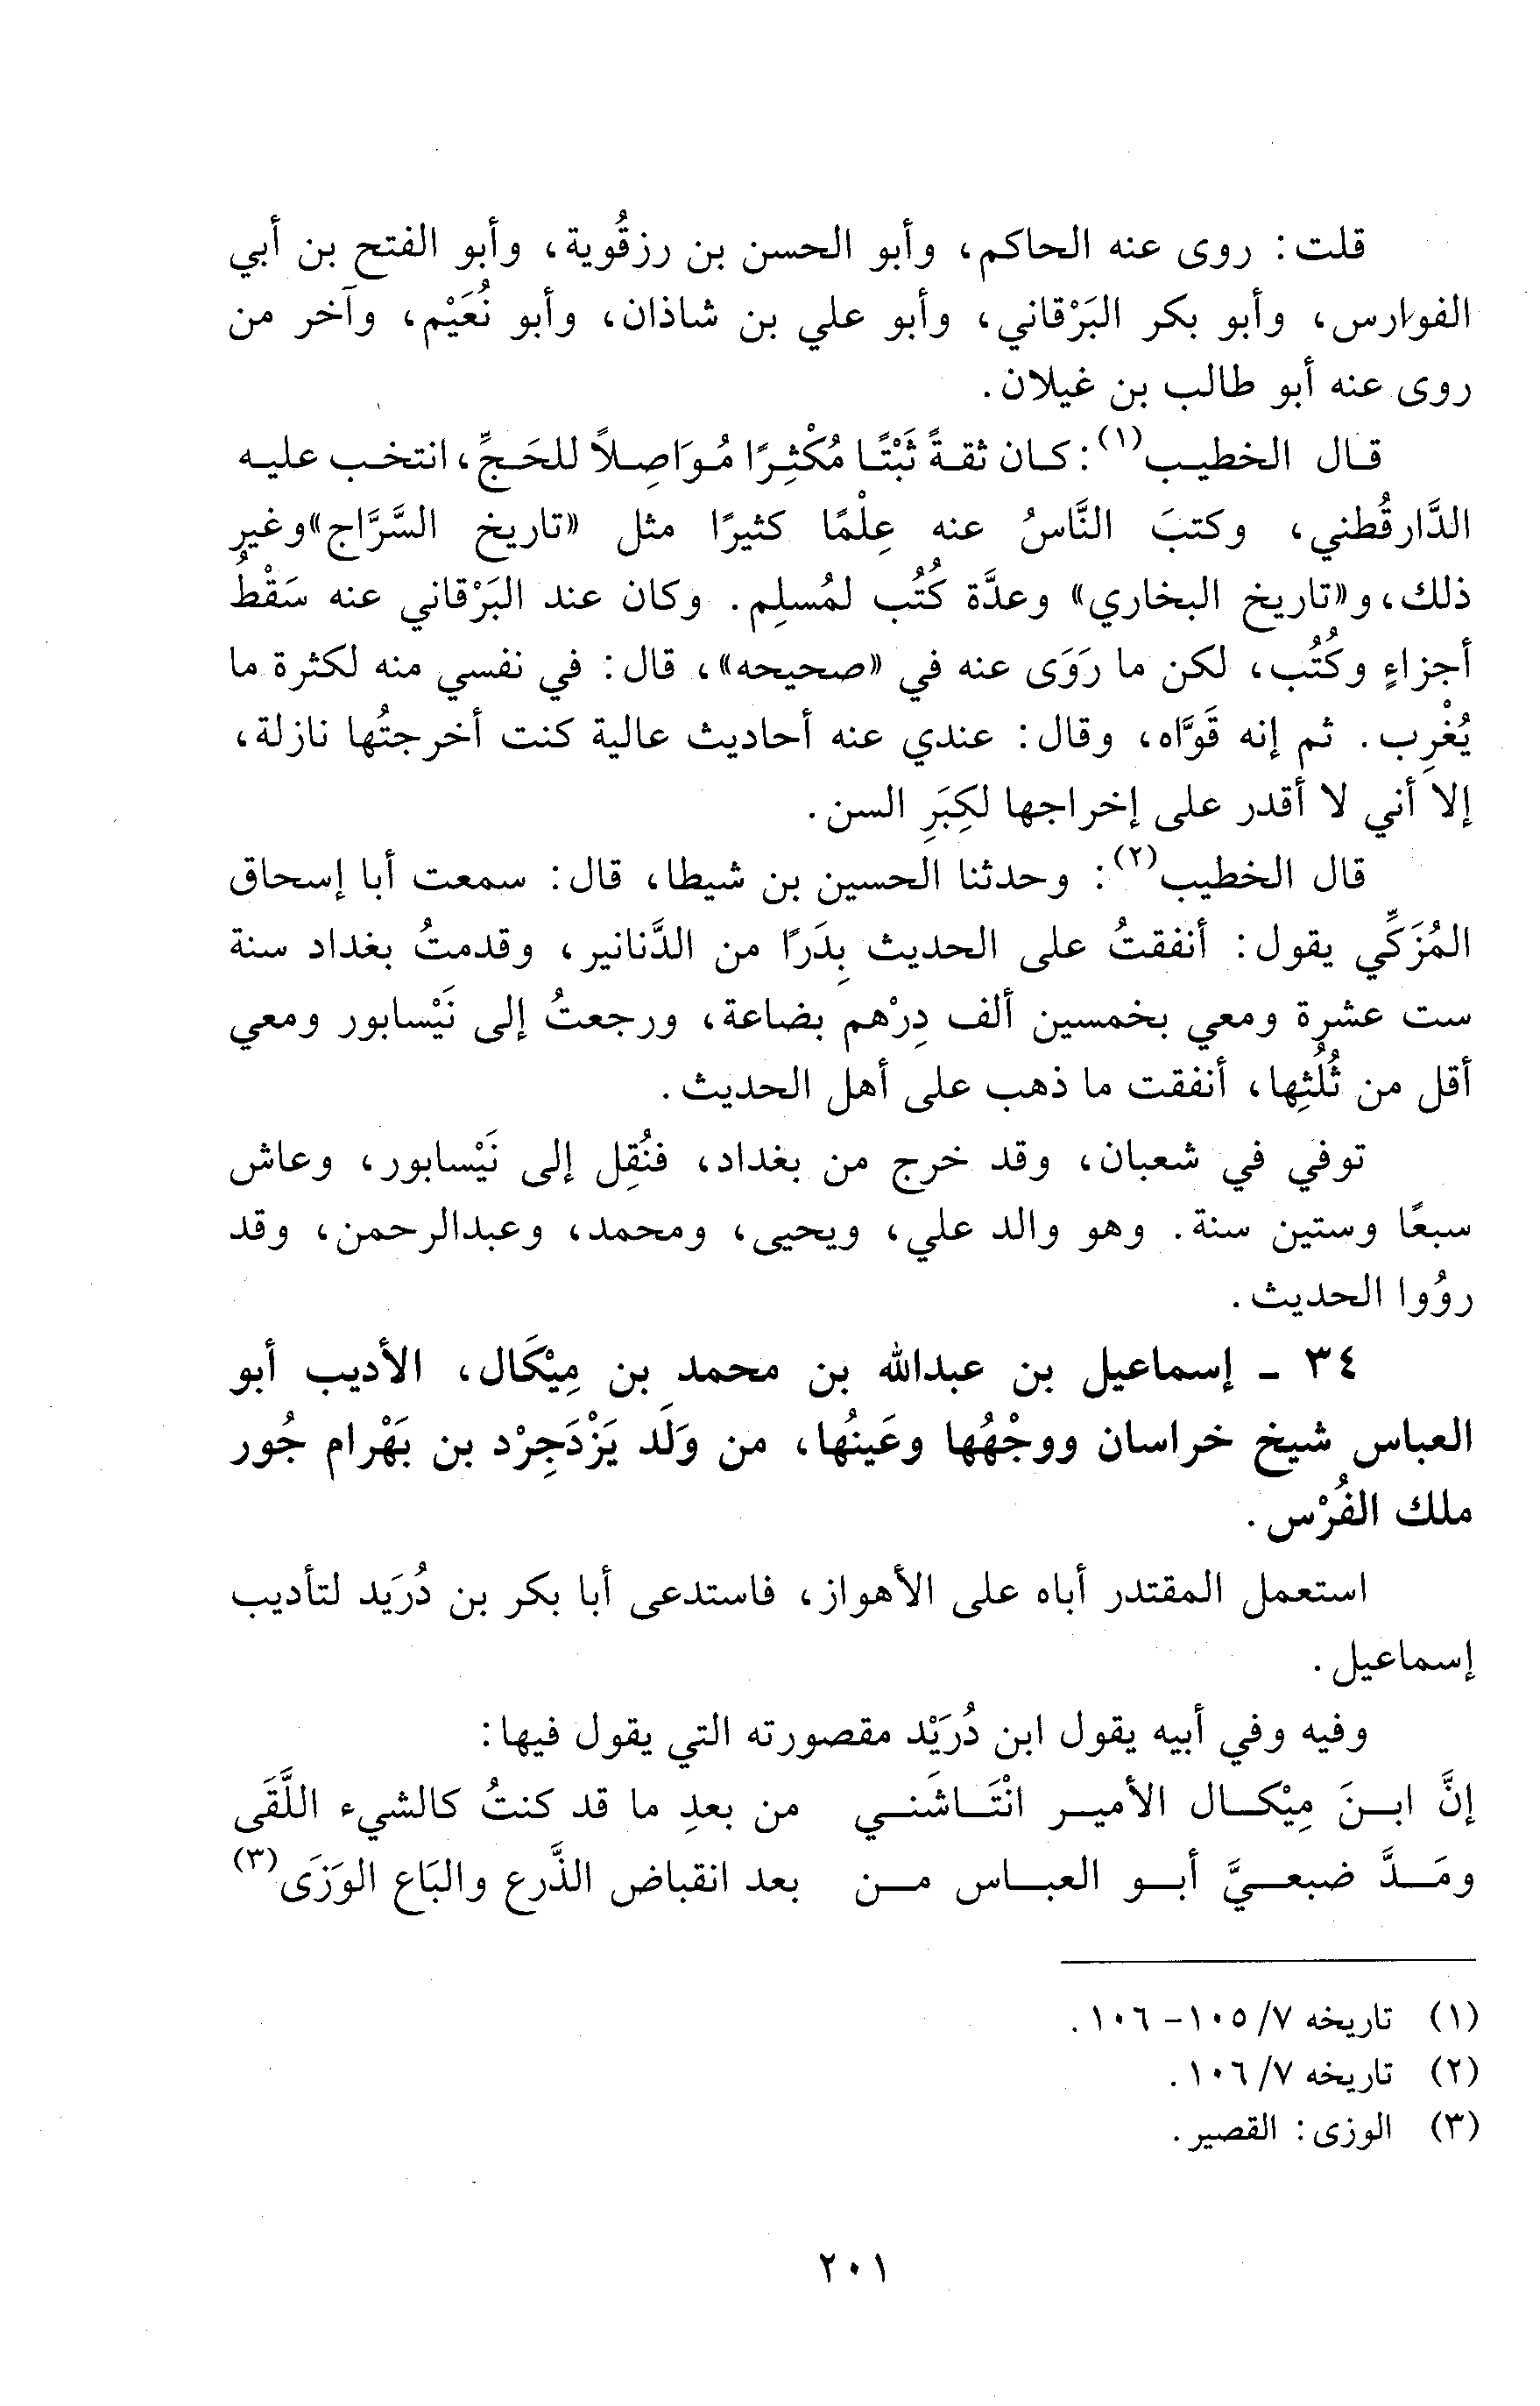 قلت: روى عنه الحاكم، وأبو الحسن بن رزقُوية، وأبو الفتح بن أبي
الفوارس، وأبو بكر البَرْقاني، وأبو علي بن شاذان، وأبو نُعَيْم، وآخر من
روى عنه أبو طالب بن غيلان.
قال الخطيب(١): كان ثقةً ثَبْتًا مُكْثِرًا مُوَاصِلاً للحَجِّ، انتخب عليه
الدَّارقُطني، وكتبَ النَّاسُ عنه عِلْمًا كثيرًا مثل «تاريخ السَّرَّاج»وغير
ذلك، و«تاريخ البخاري» وعدَّة كُتُب لمُسلِم. وكان عند البَرْقاني عنه سَقْطُ
أجزاءٍ وكُتُب، لكن ما رَوَى عنه في «صحيحه»، قال: في نفسي منه لكثرة ما
يُغْرِب. ثم إنه قَوَّاه، وقال: عندي عنه أحاديث عالية كنت أخرجتُها نازلة،
إلا أني لا أقدر على إخراجها لكِبَرِ السن.
قال الخطيب(٢): وحدثنا الحسين بن شيطا، قال: سمعت أبا إسحاق
المُزَكِّي يقول: أنفقتُ على الحديث بِدَرًا من الدَّنانير، وقدمتُ بغداد سنة
ست عشرة ومعي بخمسين ألف دِرْهم بضاعة، ورجعتُ إلى نَيْسابور ومعي
أقل من ثُلُثِها، أنفقت ما ذهب على أهل الحديث.
توفي في شعبان، وقد خرج من بغداد، فنُقِل إلى نَيْسابور، وعاش
سبعًا وستين سنة. وهو والد علي، ويحيى، ومحمد، وعبدالرحمن، وقد
روُوا الحديث.
٣٤ - إسماعيل بن عبدالله بن محمد بن مِيْكَال، الأديب أبو
العباس شيخ خراسان ووجْهُها وعَينُها، من وَلَد يَزْدَجِرْد بن بَهْرام جُور
ملك الفُرْس.
استعمل المقتدر أباه على الأهواز، فاستدعى أبا بكر بن دُرَيد لتأديب
إسماعيل.
وفيه وفي أبيه يقول ابن دُرَيْد مقصورته التي يقول فيها:
إنَّ ابنَ مِيْكال الأمير انْتَاشَني من بعدِ ما قد كنتُ كالشيء اللَّقَى
ومَدَّ ضبعيَّ أبو العباس من بعد انقباض الذَّرع والبَاع الوَزَى(٣)
(١) تاريخه ٧/ ١٠٥- ١٠٦.
(٢) تاريخه ٧/ ١٠٦.
(٣) الوزى: القصير.
٢٠١